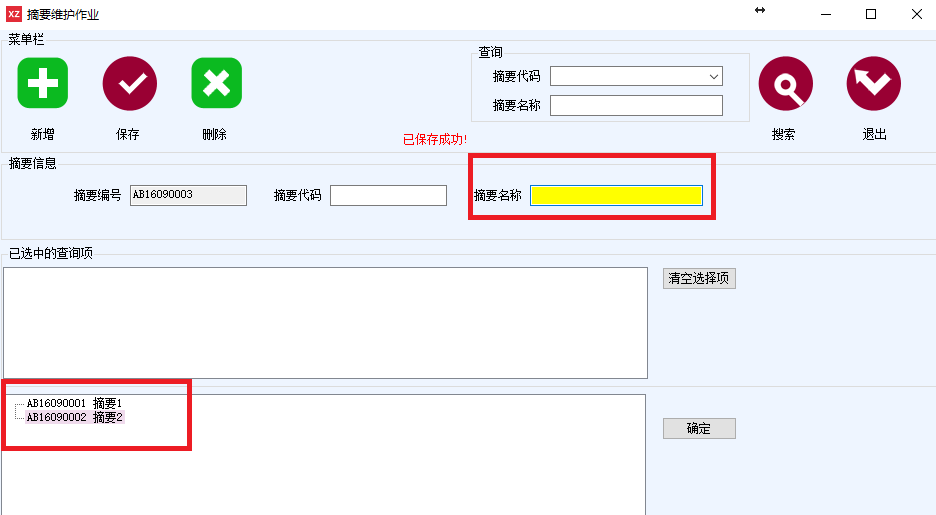 XZ 摘要维护作业
菜单栏
新增
保存
删除
已保存成功!
查询
摘要代码
摘要名称
搜索
退出
摘要信息
摘要编号 AB16090003 摘要代码 摘要名称
已选中的查询项
清空选择项
AB16090001 摘要1
AB16090002 摘要2
确定